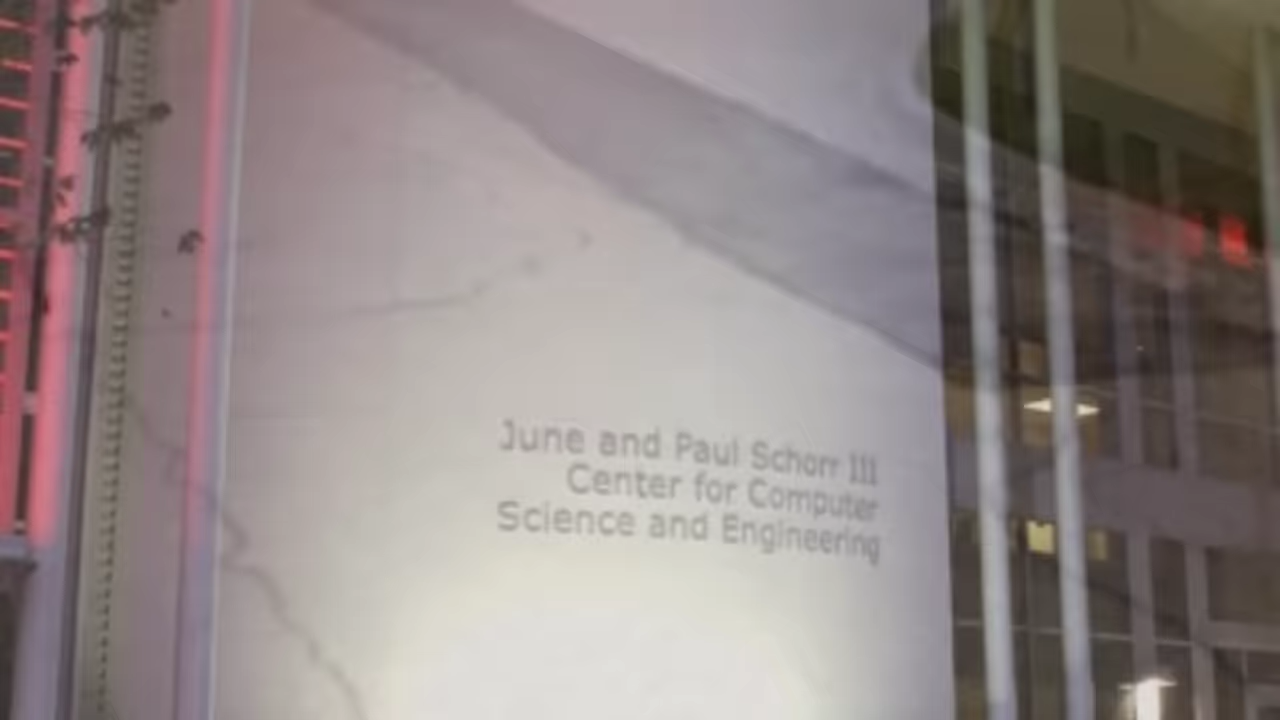 June and Paul Schorr III
Center for Computer
Science and Engineering